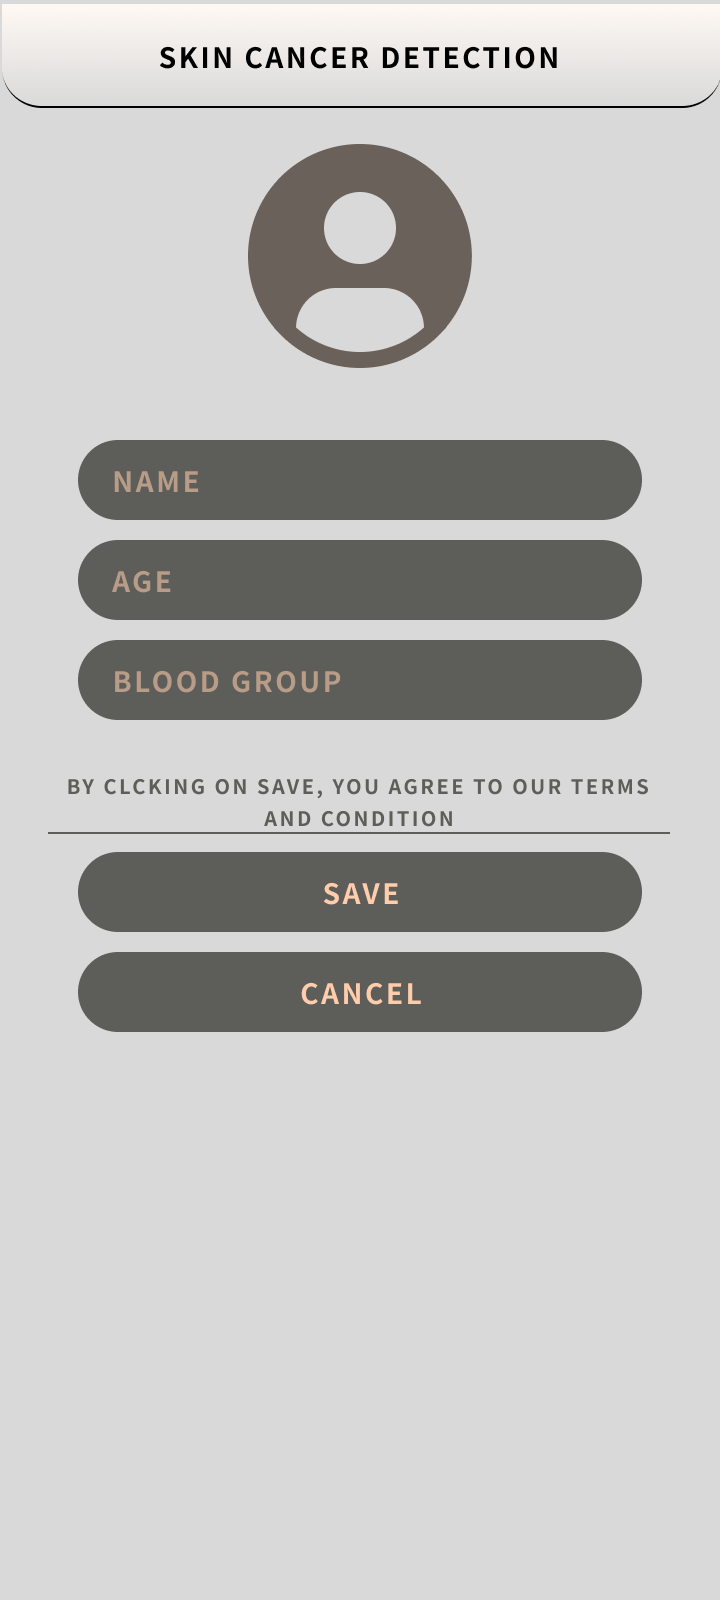 SKIN CANCER DETECTION
NAME
AGE
BLOOD GROUP
BY CLCKING ON SAVE, YOU AGREE TO OUR TERMS
AND CONDITION
SAVE
CANCEL